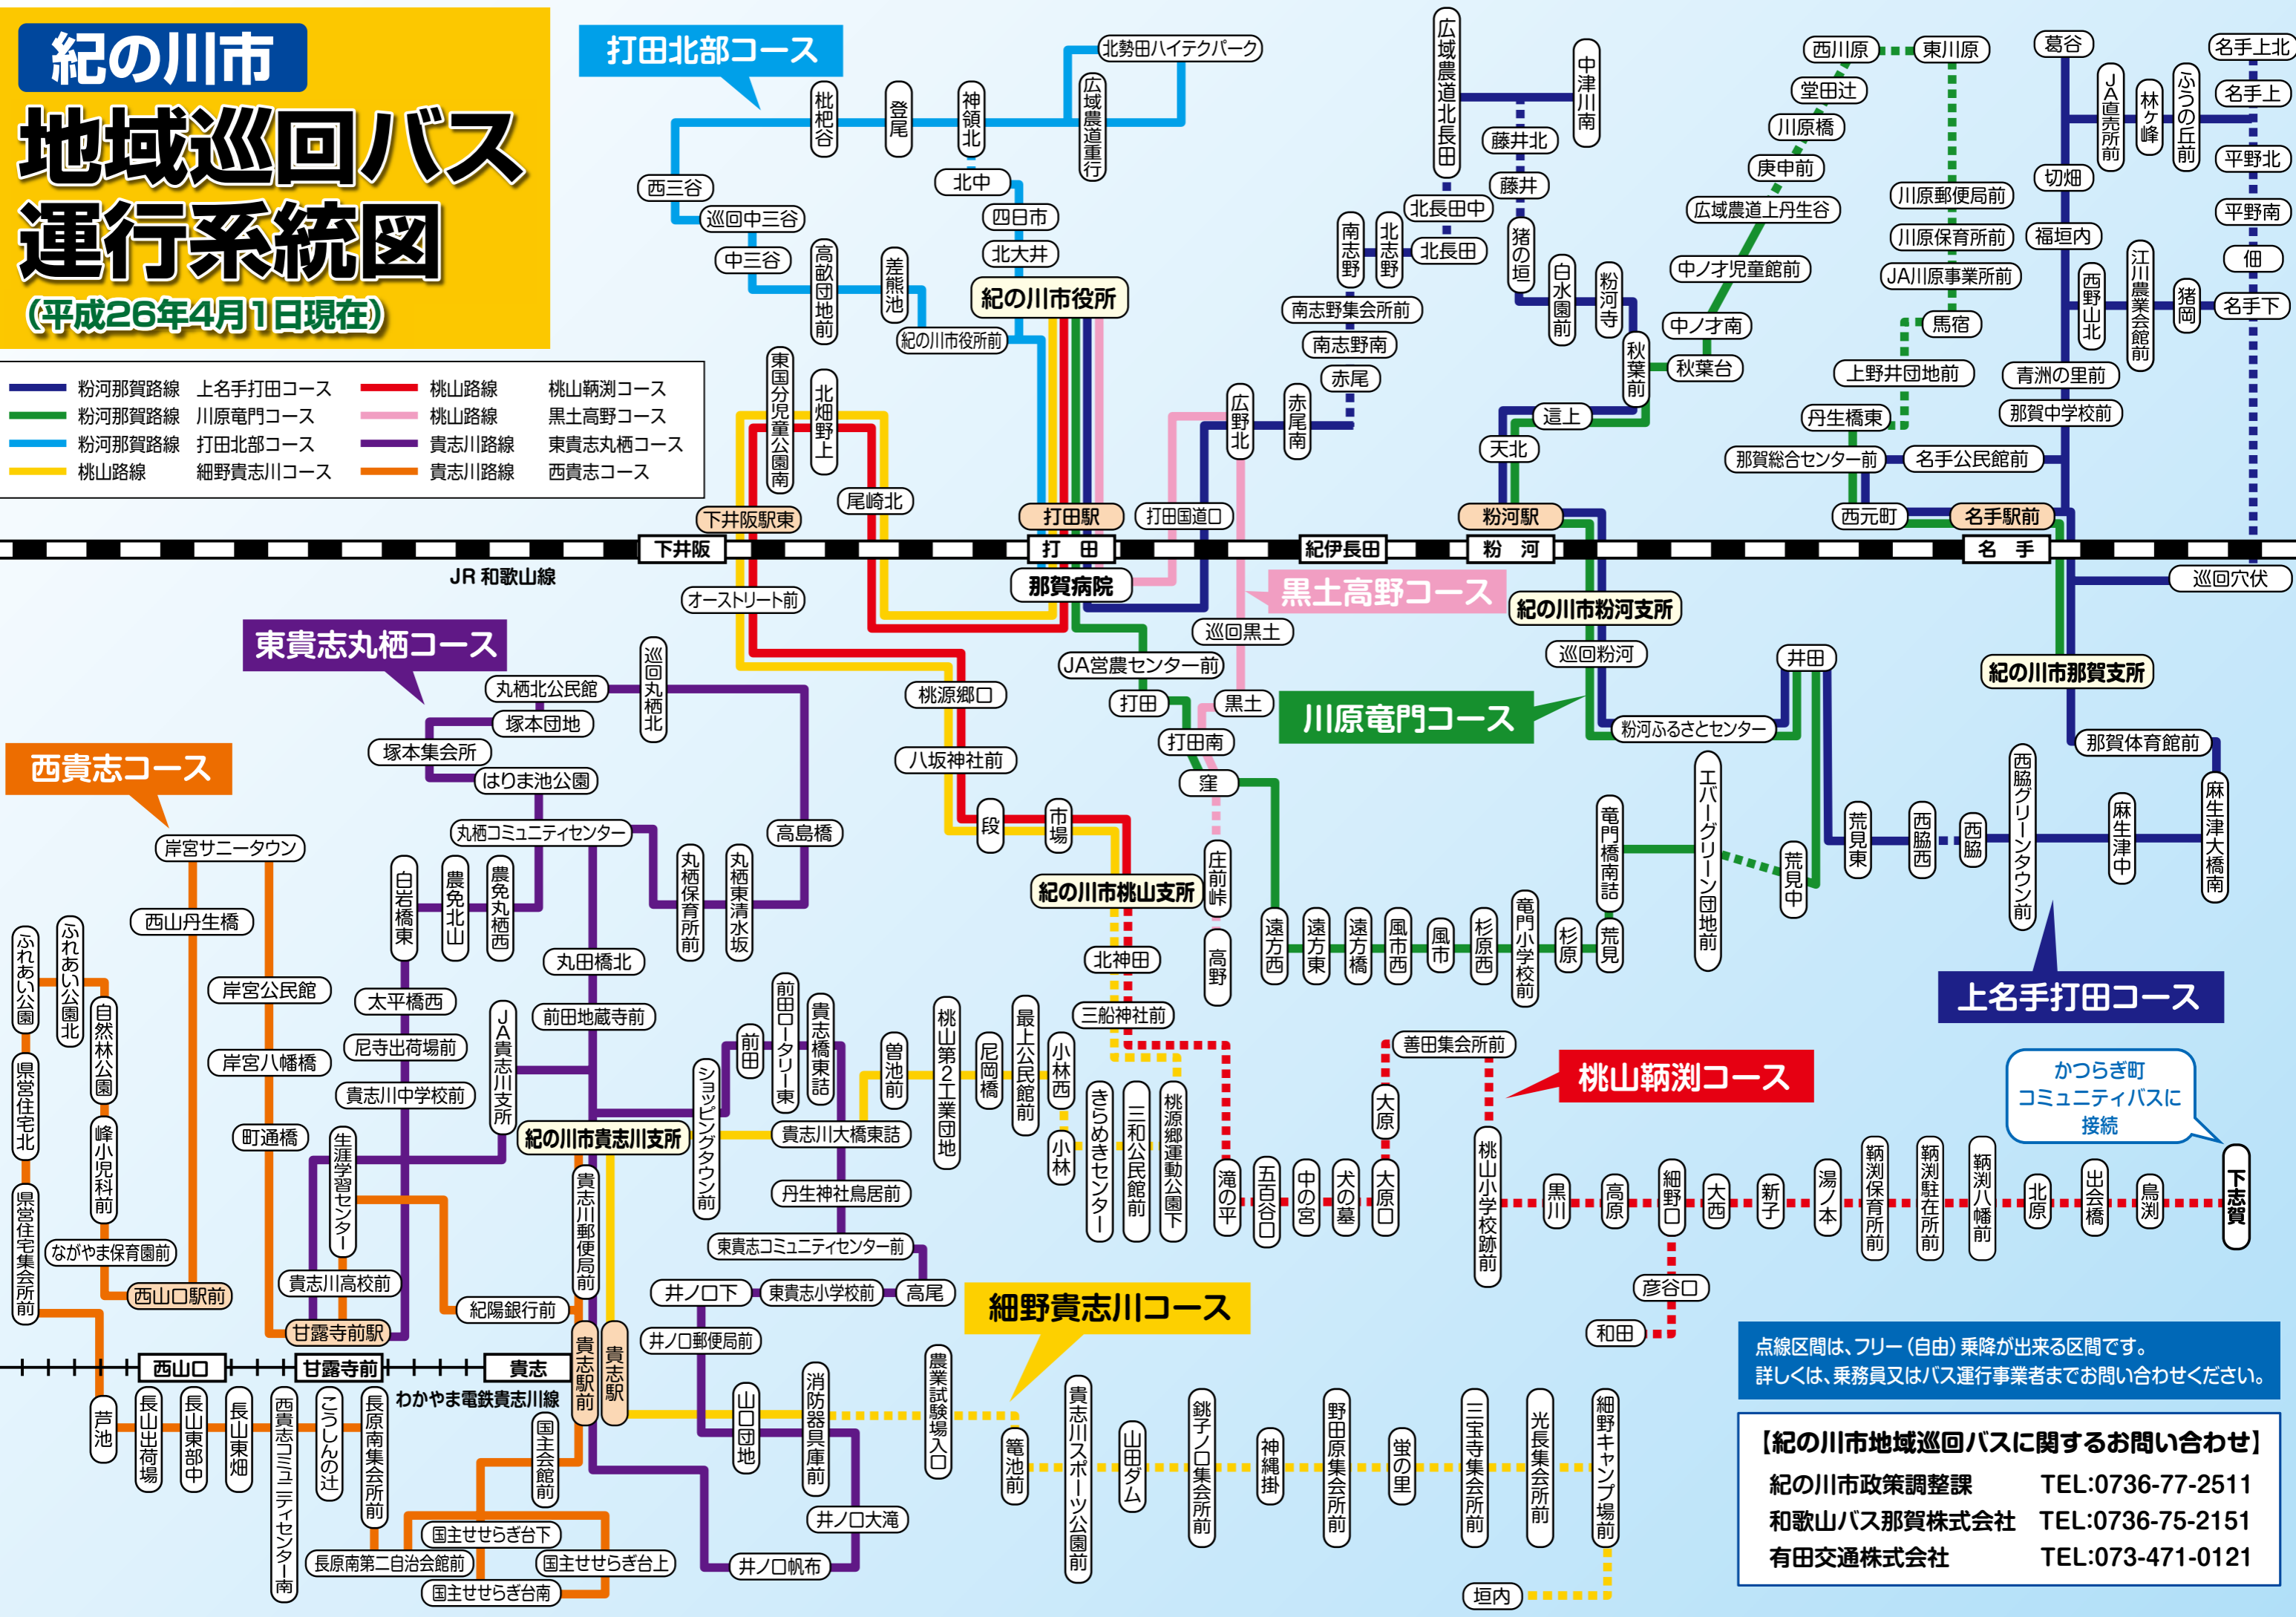 紀の川市
地域巡回バス
運行系統図
（平成26年4月1日現在）
粉河那賀路線 上名手打田コース
粉河那賀路線 川原竜門コース
粉河那賀路線 打田北部コース
桃山路線 細野貴志川コース
桃山路線 桃山鞆渕コース
桃山路線 黒土高野コース
貴志川路線 東貴志丸栖コース
貴志川路線 西貴志コース
打田北部コース
北勢田ハイテクパーク
広域農道重行
神領北
登尾
枇杷谷
西三谷
巡回中三谷
中三谷
高畝団地前
差熊池
紀の川市役所前
北中
四日市
北大井
紀の川市役所
東国分児童公園南
北畑野上
尾崎北
下井阪駅東
打田駅
打田国道口
広野北
赤尾南
赤尾
南志野南
南志野集会所前
南志野
北志野
北長田
北長田中
広域農道北長田
中津川南
藤井北
藤井
猪の垣
白水園前
粉河寺
秋葉前
這上
天北
粉河駅
秋葉台
中ノ才南
中ノ才児童館前
広域農道上丹生谷
庚申前
川原橋
堂田辻
西川原
東川原
川原郵便局前
川原保育所前
JA川原事業所前
馬宿
上野井団地前
丹生橋東
那賀総合センター前
名手公民館前
西元町
名手駅前
葛谷
JA直売所前
林ヶ峰
ふうの丘前
名手上北
名手上
平野北
平野南
佃
名手下
切畑
福垣内
西野山北
江川農業会館前
猪岡
青洲の里前
那賀中学校前
下井阪
打 田
紀伊長田
粉 河
名 手
JR 和歌山線
那賀病院
巡回穴伏
オーストリート前
黒土高野コース
紀の川市粉河支所
巡回黒土
巡回粉河
井田
紀の川市那賀支所
JA営農センター前
打田
黒土
打田南
窪
川原竜門コース
粉河ふるさとセンター
那賀体育館前
東貴志丸栖コース
丸栖北公民館
巡回丸栖北
塚本団地
塚本集会所
はりま池公園
丸栖コミュニティセンター
高島橋
桃源郷口
八坂神社前
段
市場
紀の川市桃山支所
庄前峠
高野
エバーグリーン団地前
竜門橋南詰
荒見中
荒見東
西脇西
西脇
西脇グリーンタウン前
麻生津中
麻生津大橋南
上名手打田コース
遠方西
遠方東
遠方橋
風市西
風市
杉原西
竜門小学校前
杉原
荒見
西貴志コース
岸宮サニータウン
西山丹生橋
白岩橋東
農免北山
農免丸栖西
丸栖保育所前
丸栖東清水坂
丸田橋北
前田地蔵寺前
ふれあい公園
ふれあい公園北
自然林公園
岸宮公民館
太平橋西
尼寺出荷場前
貴志川中学校前
JA貴志川支所
県営住宅北
岸宮八幡橋
峰小児科前
町通橋
生涯学習センター
県営住宅集会所前
ながやま保育園前
西山口駅前
貴志川高校前
甘露寺前駅
紀陽銀行前
紀の川市貴志川支所
貴志川郵便局前
貴志駅前
貴志駅
ショッピングタウン前
前田
前田ロータリー東
貴志橋東詰
貴志川大橋東詰
丹生神社鳥居前
東貴志コミュニティセンター前
井ノ口下
東貴志小学校前
高尾
井ノ口郵便局前
曽池前
桃山第2工業団地
尼岡橋
最上公民館前
小林西
小林
きらめきセンター
三和公民館前
桃源郷運動公園下
北神田
三船神社前
滝の平
五百谷口
中の宮
犬の墓
大原口
大原
善田集会所前
桃山鞆渕コース
桃山小学校跡前
黒川
高原
細野口
大西
新子
湯ノ本
鞆渕保育所前
鞆渕駐在所前
鞆渕八幡前
北原
出会橋
鳥渕
下志賀
かつらぎ町
コミュニティバスに
接続
彦谷口
和田
西山口
甘露寺前
貴志
わかやま電鉄貴志川線
芦池
長山出荷場
長山東部中
長山東畑
西貴志コミュニティセンター南
こうしんの辻
長原南集会所前
長原南第二自治会館前
国主会館前
国主せせらぎ台下
国主せせらぎ台上
国主せせらぎ台南
山口団地
消防器具庫前
井ノ口大滝
井ノ口帆布
農業試験場入口
細野貴志川コース
篭池前
貴志川スポーツ公園前
山田ダム
銚子ノ口集会所前
神縄掛
野田原集会所前
蛍の里
三宝寺集会所前
光長集会所前
細野キャンプ場前
垣内
点線区間は、フリー（自由）乗降が出来る区間です。
詳しくは、乗務員又はバス運行事業者までお問い合わせください。
【紀の川市地域巡回バスに関するお問い合わせ】
紀の川市政策調整課 TEL:0736-77-2511
和歌山バス那賀株式会社 TEL:0736-75-2151
有田交通株式会社 TEL:073-471-0121